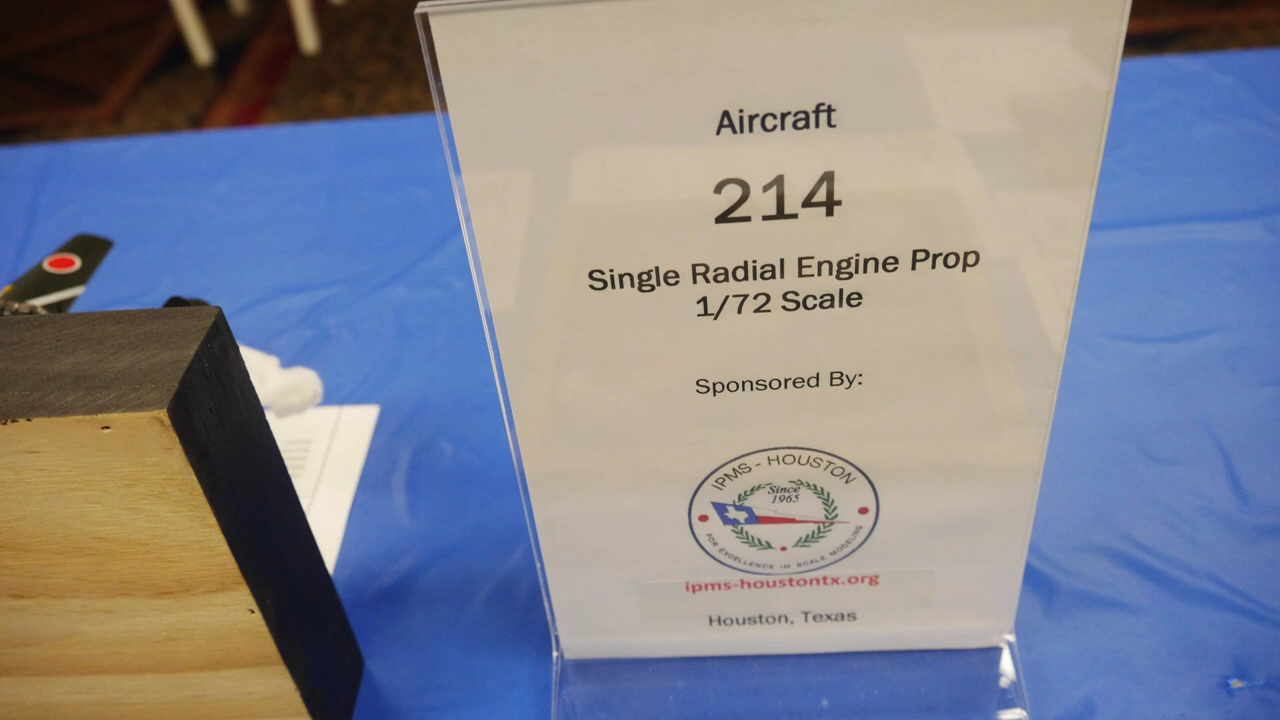 Aircraft
214
Single Radial Engine Prop
1/72 Scale
Sponsored By:
IPMS - HOUSTON
Since
1965
FOR EXCELLENCE IN SCALE MODELING
ipms-houstontx.org
Houston, Texas